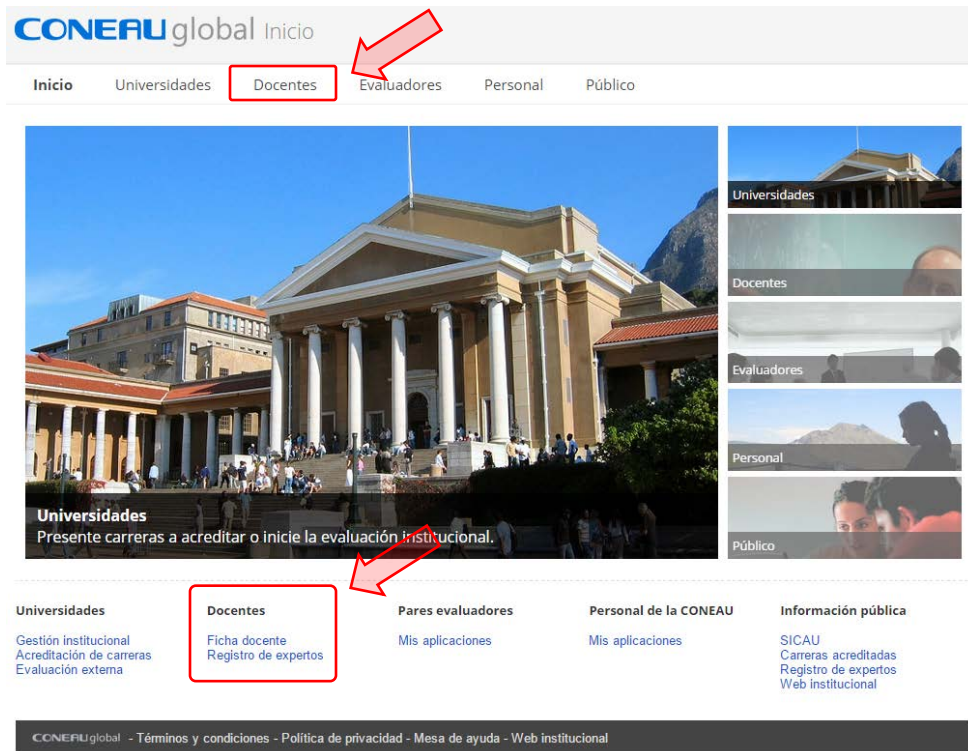 CONEAU global Inicio
Inicio Universidades Docentes Evaluadores Personal Público
Universidades
Docentes
Evaluadores
Personal
Público
Universidades
Presente carreras a acreditar o inicie la evaluación institucional.
Universidades
Gestión institucional
Acreditación de carreras
Evaluación externa
Docentes
Ficha docente
Registro de expertos
Pares evaluadores
Mis aplicaciones
Personal de la CONEAU
Mis aplicaciones
Información pública
SICAU
Carreras acreditadas
Registro de expertos
Web institucional
CONEAU global - Términos y condiciones - Política de privacidad - Mesa de ayuda - Web institucional